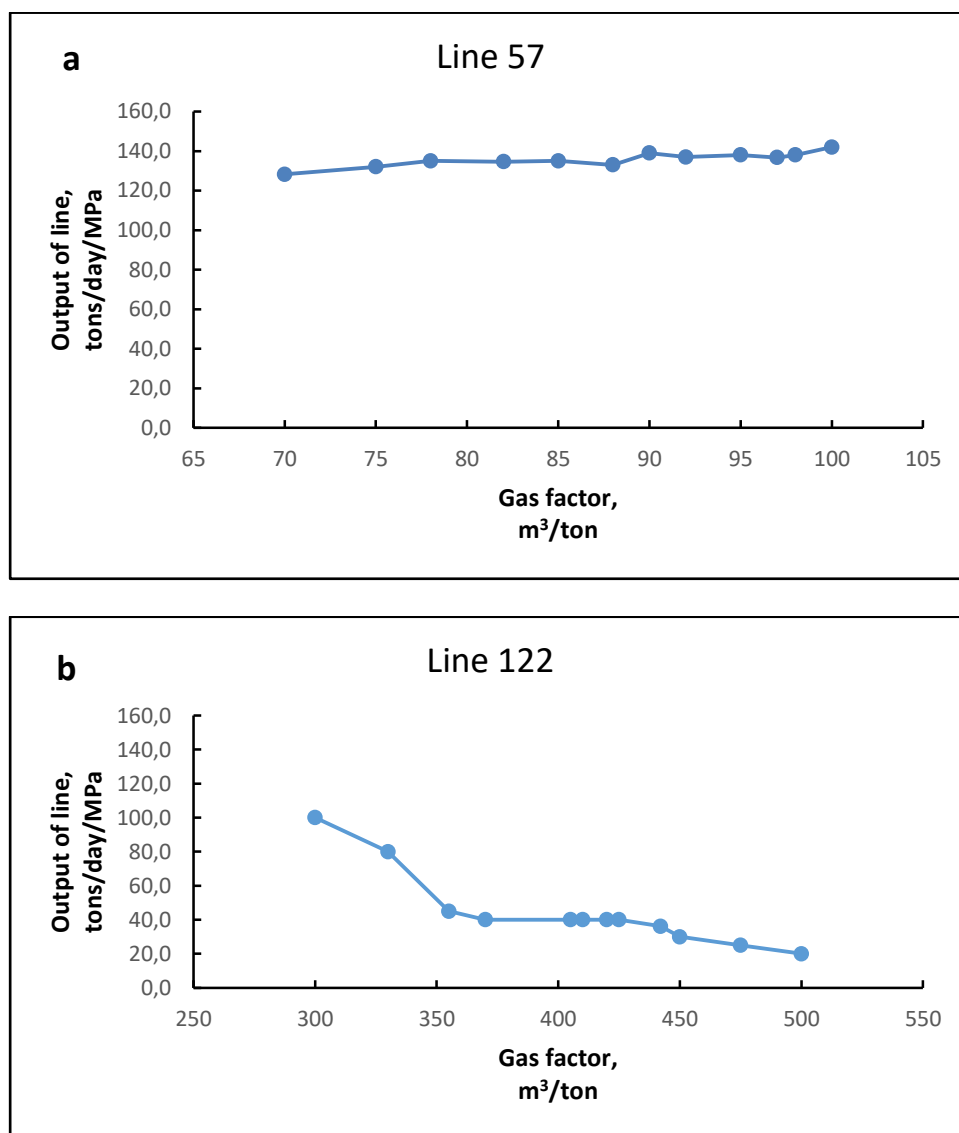 a
Line 57
Output of line,
tons/day/MPa
160,0
140,0
120,0
100,0
80,0
60,0
40,0
20,0
0,0
65 70 75 80 85 90 95 100 105
Gas factor,
m³/ton
b
Line 122
Output of line,
tons/day/MPa
160,0
140,0
120,0
100,0
80,0
60,0
40,0
20,0
0,0
250 300 350 400 450 500 550
Gas factor,
m³/ton